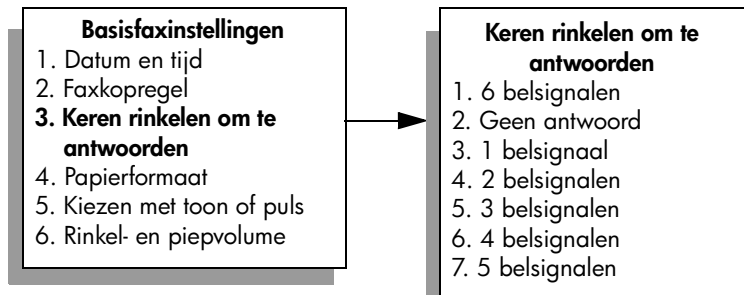 Basisfaxinstellingen
1. Datum en tijd
2. Faxkopregel
3. Keren rinkelen om te
antwoorden
4. Papierformaat
5. Kiezen met toon of puls
6. Rinkel- en piepvolume
Keren rinkelen om te
antwoorden
1. 6 belsignalen
2. Geen antwoord
3. 1 belsignaal
4. 2 belsignalen
5. 3 belsignalen
6. 4 belsignalen
7. 5 belsignalen